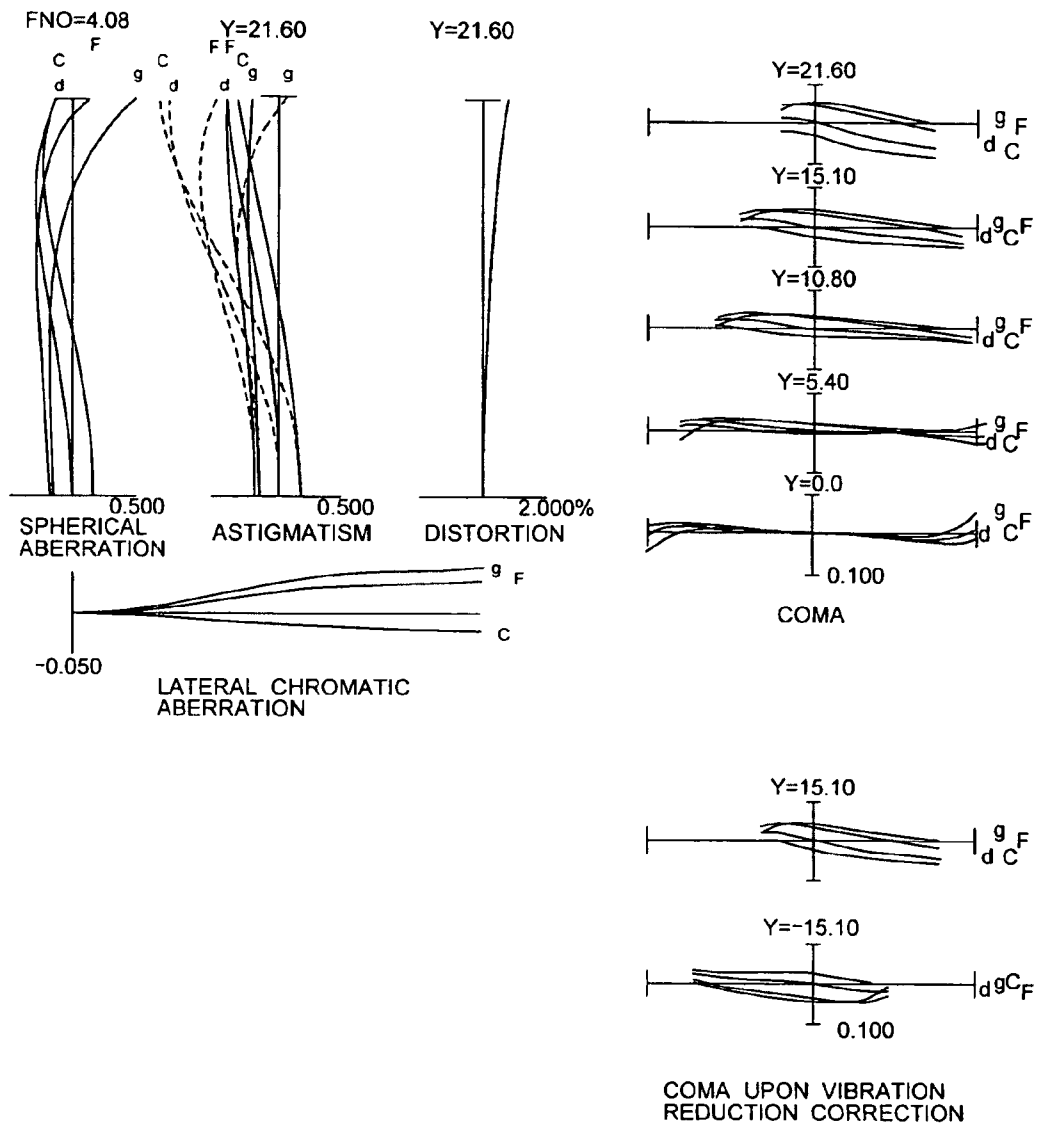 FNO=4.08
Y=21.60
Y=21.60
C
F
d
g
C
d
F F
d
C
g
g
0.500
0.500
2.000%
SPHERICAL
ABERRATION
ASTIGMATISM
DISTORTION
g
F
C
-0.050
LATERAL CHROMATIC
ABERRATION
Y=21.60
g F
d C
Y=15.10
d g C F
Y=10.80
g F
d C
Y=5.40
g F
d C
Y=0.0
g F
d C
0.100
COMA
Y=15.10
g F
d C
Y=-15.10
d g C F
0.100
COMA UPON VIBRATION
REDUCTION CORRECTION